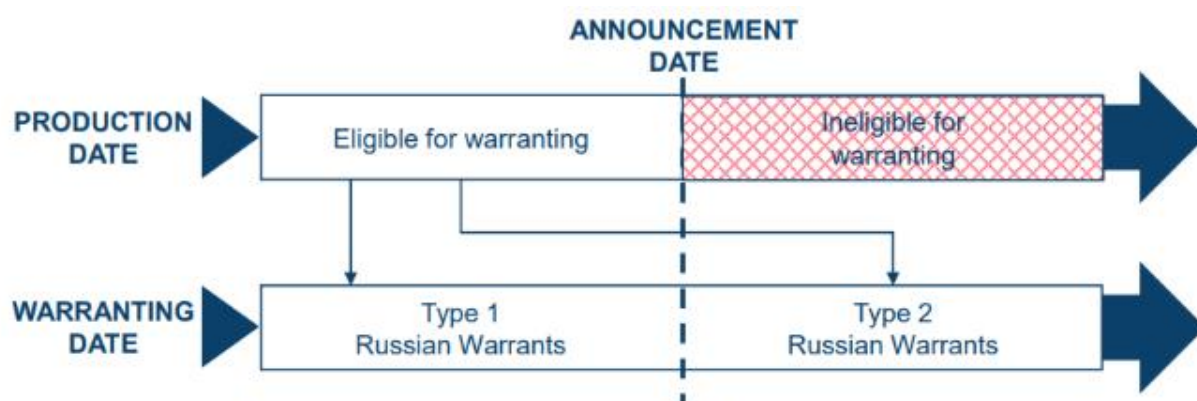 ANNOUNCEMENT
DATE
PRODUCTION
DATE
Eligible for warranting
Ineligible for
warranting
WARRANTING
DATE
Type 1
Russian Warrants
Type 2
Russian Warrants